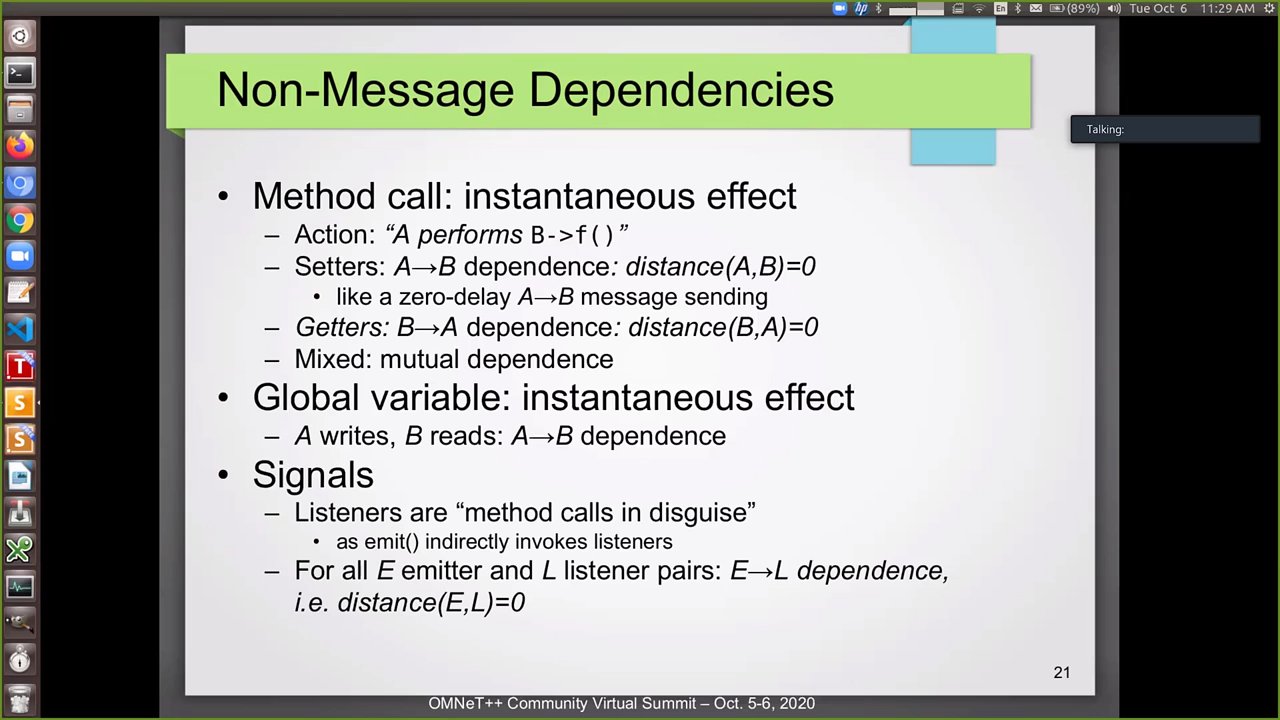 hp
En
(89%)
Tue Oct 6
11:29 AM
Non-Message Dependencies
Talking:
• Method call: instantaneous effect
– Action: “A performs B->f()”
– Setters: A→B dependence: distance(A,B)=0
• like a zero-delay A→B message sending
– Getters: B→A dependence: distance(B,A)=0
– Mixed: mutual dependence
• Global variable: instantaneous effect
– A writes, B reads: A→B dependence
• Signals
– Listeners are “method calls in disguise”
• as emit() indirectly invokes listeners
– For all E emitter and L listener pairs: E→L dependence,
i.e. distance(E,L)=0
21
OMNeT++ Community Virtual Summit – Oct. 5-6, 2020